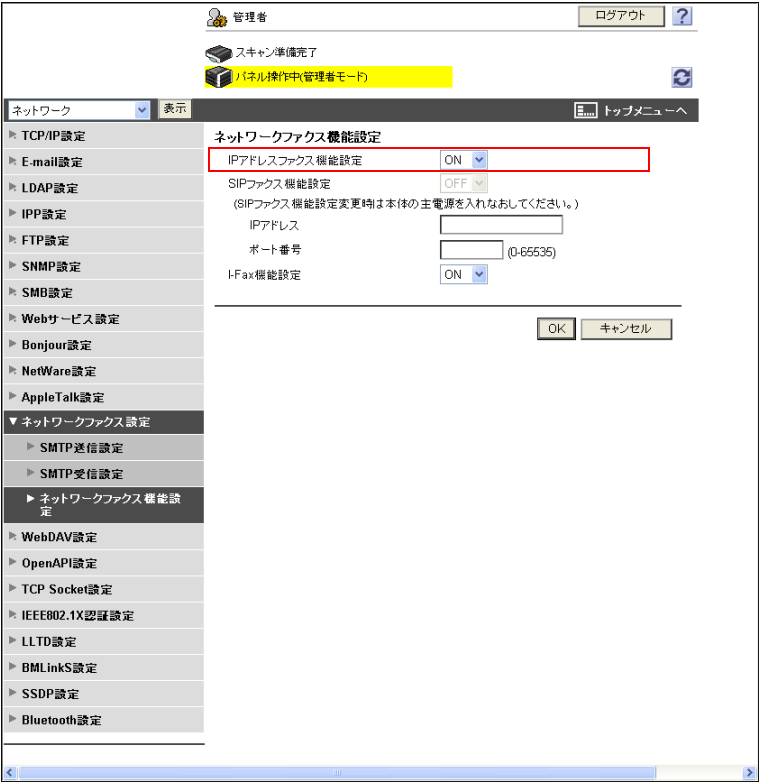 管理者
ログアウト
?
スキャン準備完了
パネル操作中(管理者モード)
ネットワーク
表示
トップメニューへ
TCP/IP設定
E-mail設定
LDAP設定
IPP設定
FTP設定
SNMP設定
SMB設定
Webサービス設定
Bonjour設定
NetWare設定
AppleTalk設定
ネットワークファクス設定
SMTP送信設定
SMTP受信設定
ネットワークファクス機能設
定
WebDAV設定
OpenAPI設定
TCP Socket設定
IEEE802.1X認証設定
LLTD設定
BMLinkS設定
SSDP設定
Bluetooth設定
ネットワークファクス機能設定
IPアドレスファクス機能設定 ON
SIPファクス機能設定 OFF
(SIPファクス機能設定変更時は本体の主電源を入れなおしてください。)
IPアドレス
ポート番号 (0-65535)
I-Fax機能設定 ON
OK キャンセル